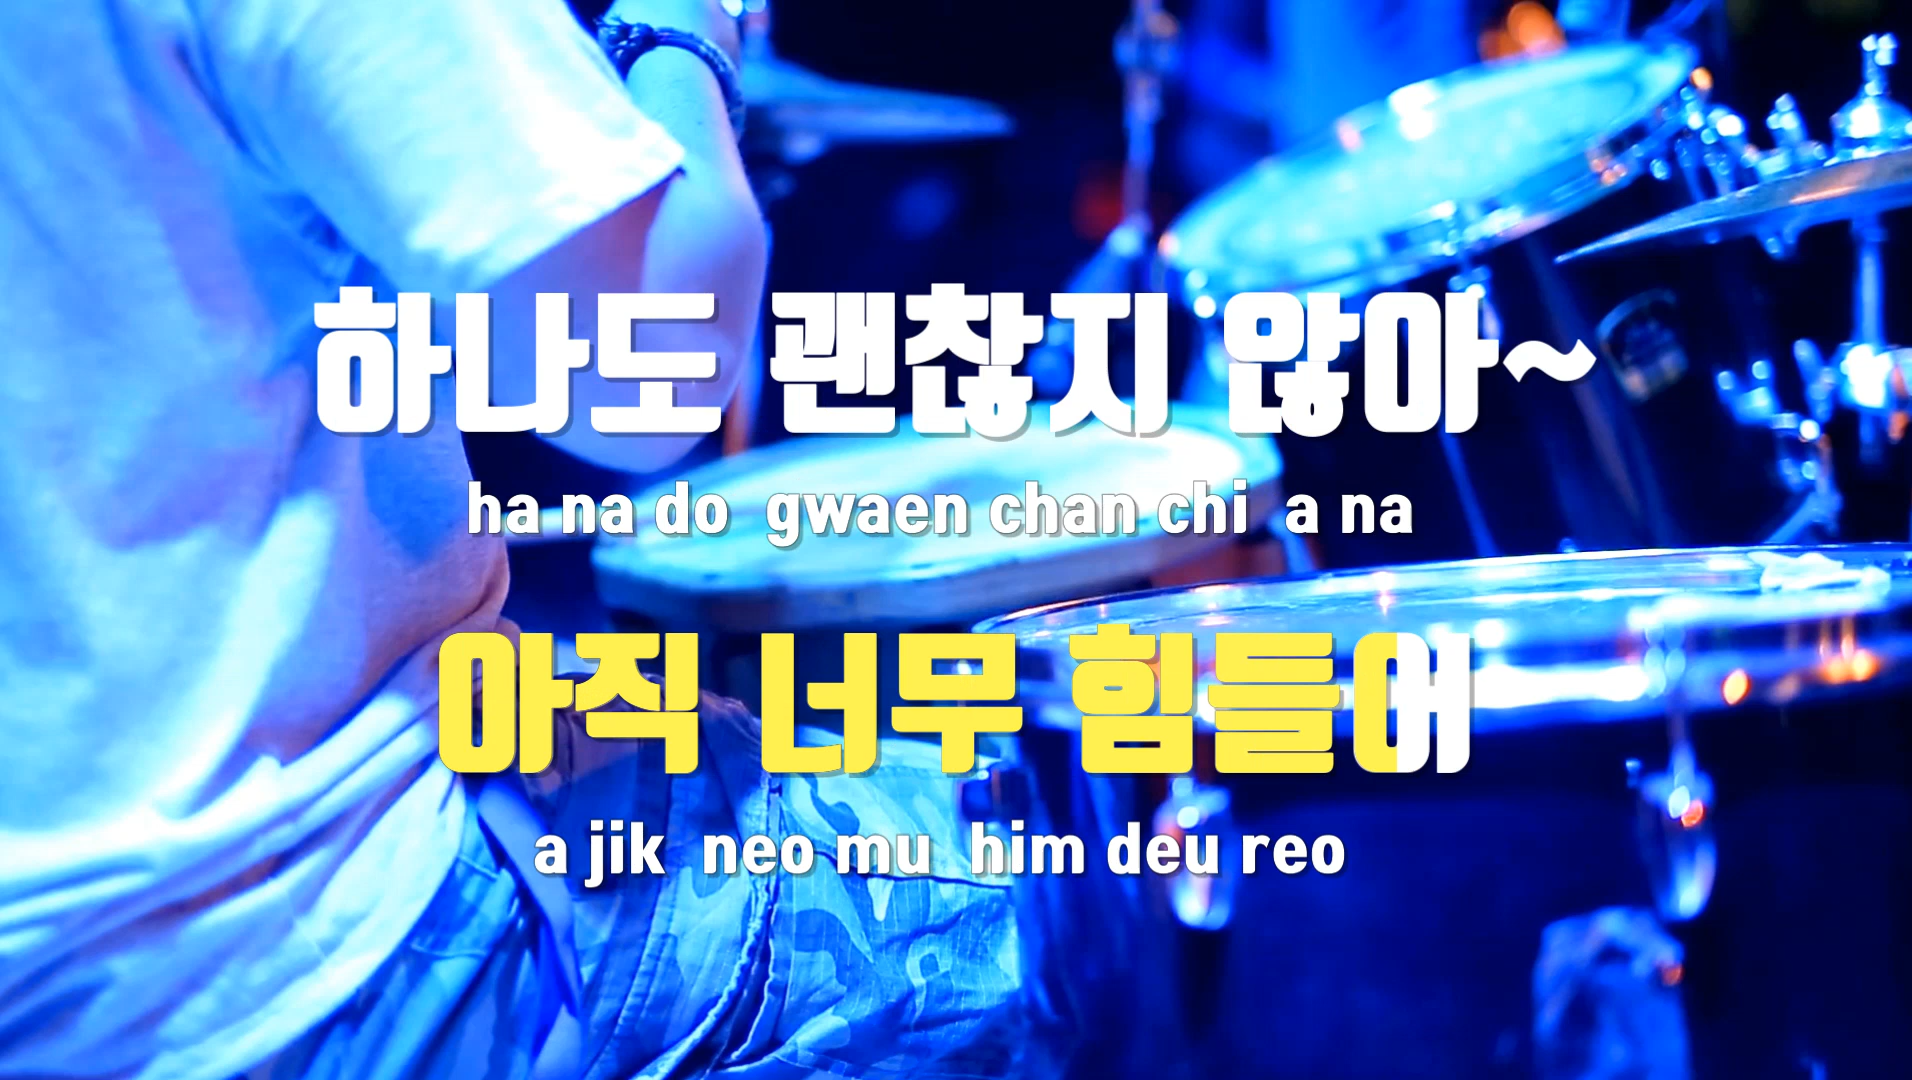 하나도 괜찮지 않아~
ha na do gwaen chan chi a na
아직 너무 힘들어
a jik neo mu him deu reo